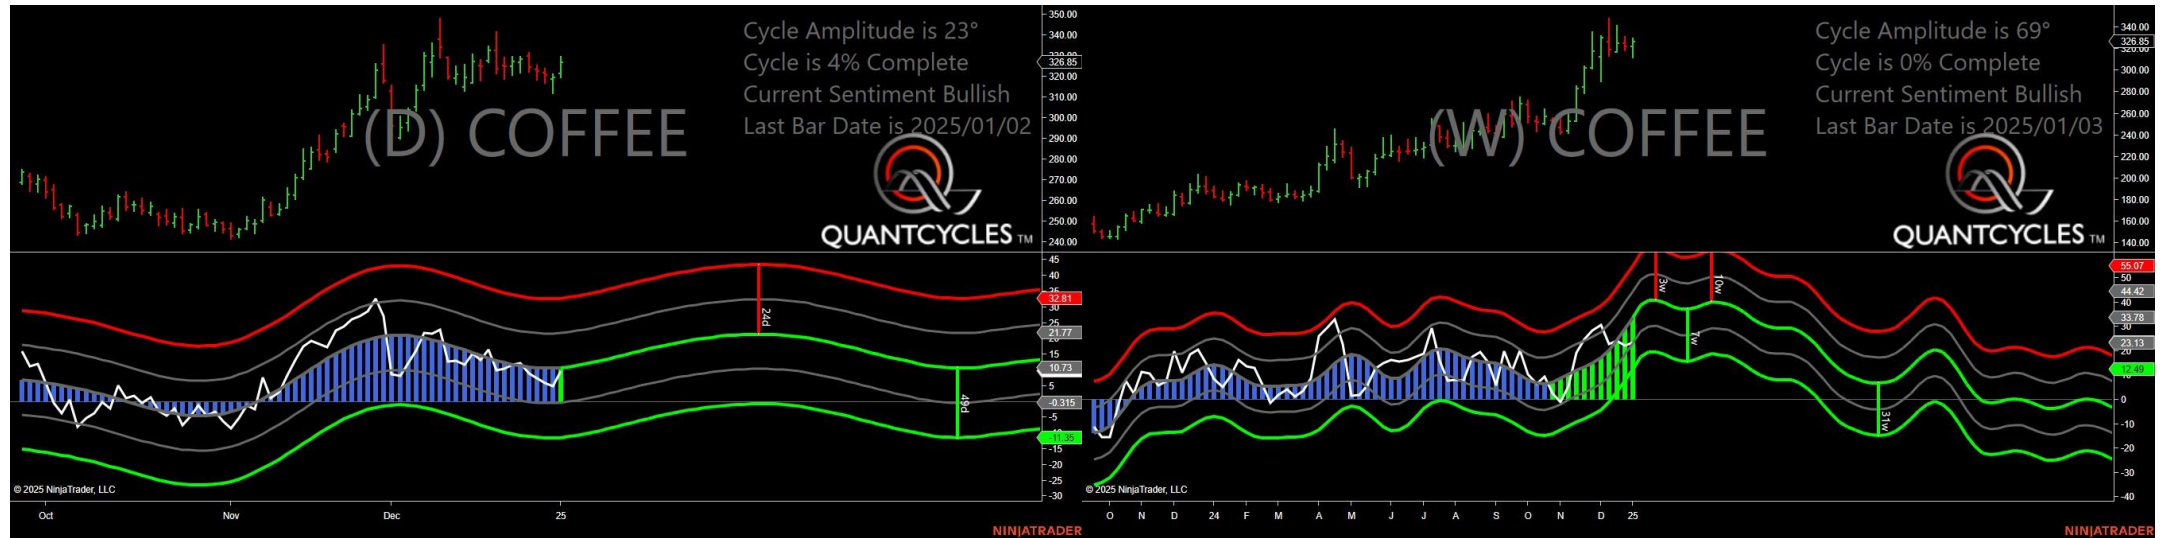 Cycle Amplitude is 23°
Cycle is 4% Complete
Current Sentiment Bullish
Last Bar Date is 2025/01/02
(D) COFFEE
QUANTCYCLES TM
350.00
340.00
326.85
320.00
310.00
300.00
290.00
280.00
270.00
260.00
250.00
240.00
45
40
35
32.81
21.77
15
10.73
5
-0.315
-5
-11.35
-15
-20
-25
-30
24d
49d
© 2025 NinjaTrader, LLC
Oct Nov Dec 25
NINJATRADER
Cycle Amplitude is 69°
Cycle is 0% Complete
Current Sentiment Bullish
Last Bar Date is 2025/01/03
(W) COFFEE
QUANTCYCLES TM
340.00
326.85
320.00
300.00
280.00
260.00
240.00
220.00
200.00
180.00
160.00
140.00
55.07
50
44.42
40
33.78
30
23.13
12.49
0
-10
-20
-30
-40
3w
10w
7w
31w
© 2025 NinjaTrader, LLC
O N D 24 F M A M J J A S O N D 25
NINJATRADER